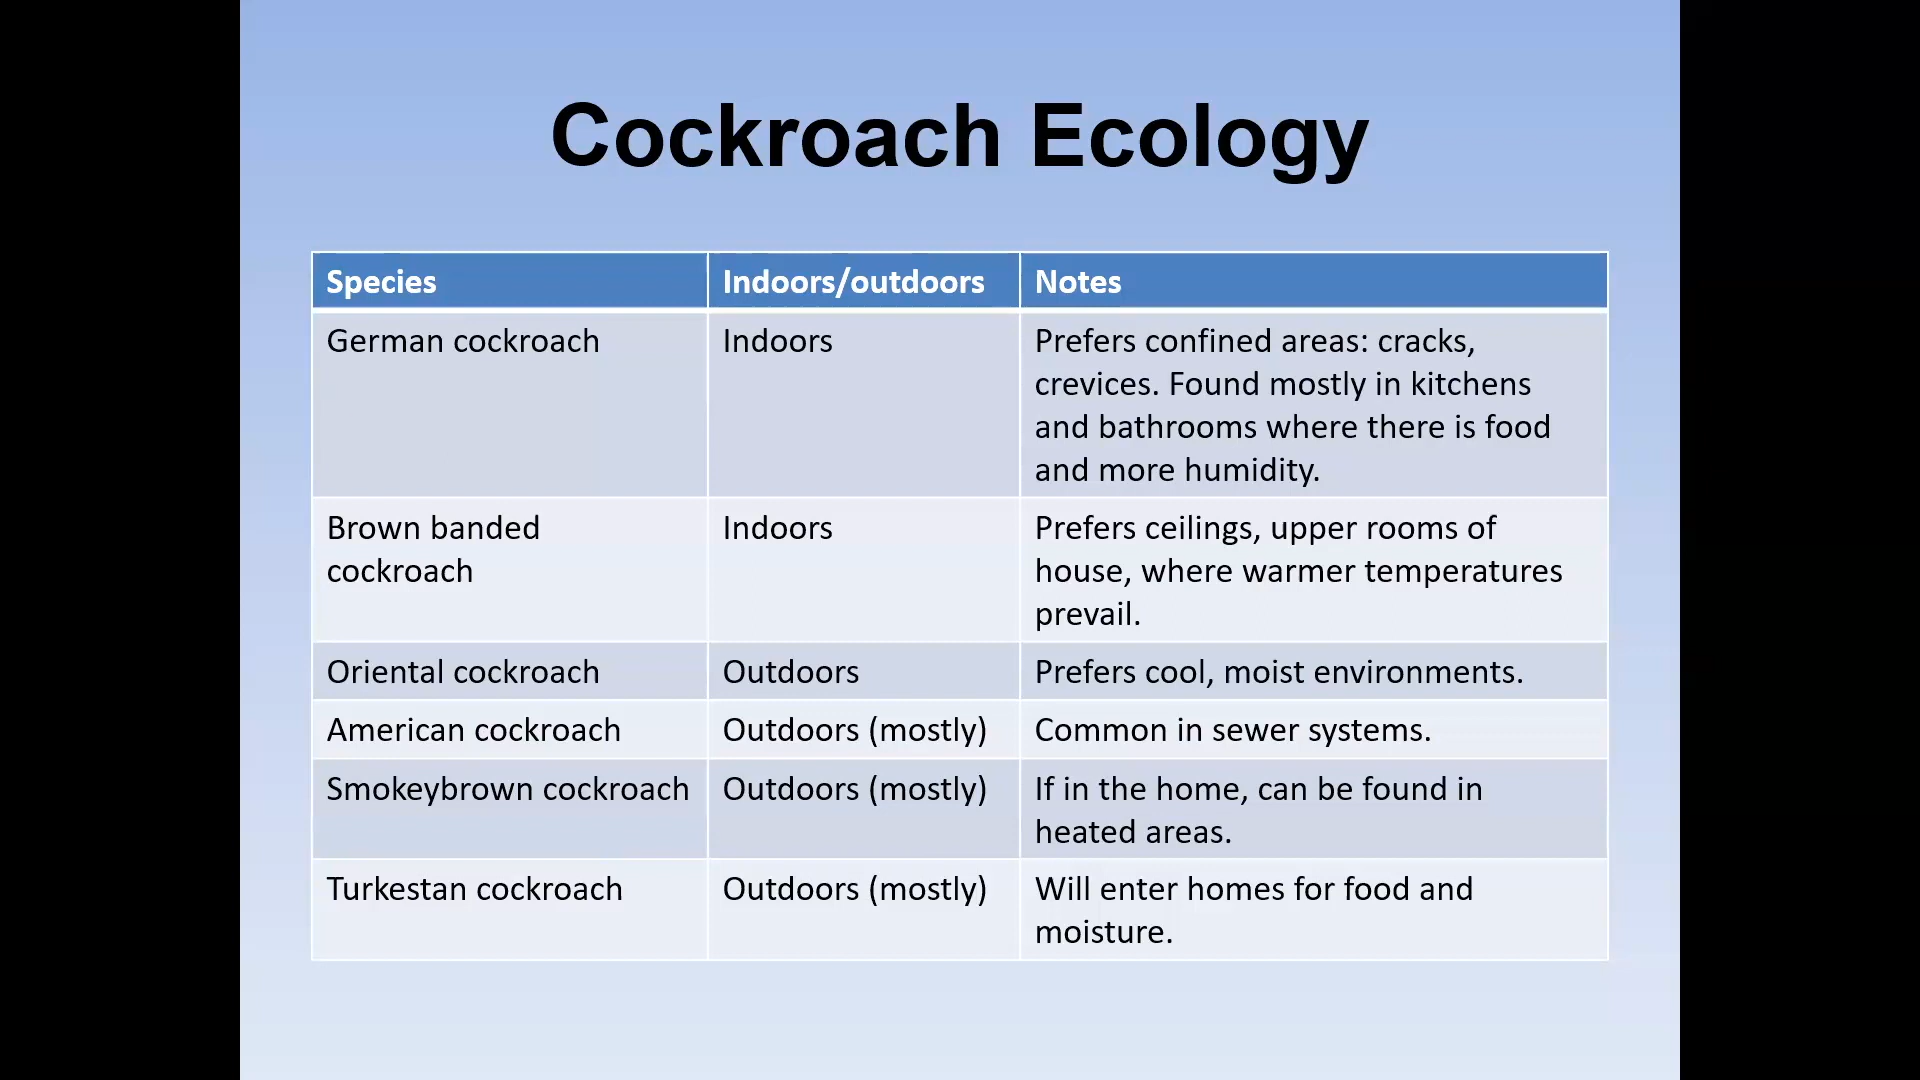 Cockroach Ecology
Species
Indoors/outdoors
Notes
German cockroach
Indoors
Prefers confined areas: cracks,
crevices. Found mostly in kitchens
and bathrooms where there is food
and more humidity.
Brown banded
cockroach
Indoors
Prefers ceilings, upper rooms of
house, where warmer temperatures
prevail.
Oriental cockroach
Outdoors
Prefers cool, moist environments.
American cockroach
Outdoors (mostly)
Common in sewer systems.
Smokeybrown cockroach
Outdoors (mostly)
If in the home, can be found in
heated areas.
Turkestan cockroach
Outdoors (mostly)
Will enter homes for food and
moisture.